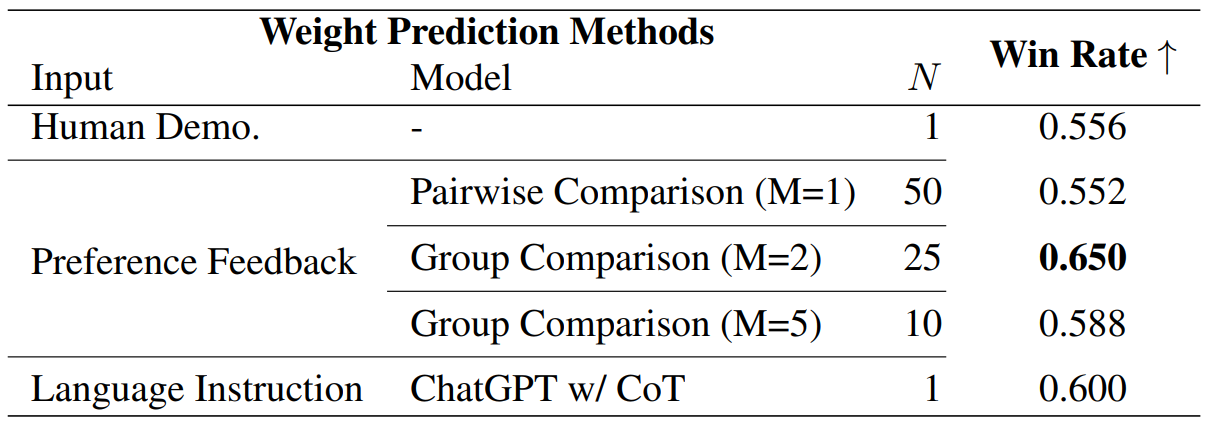 Weight Prediction Methods Win Rate ↑
Input Model N
Human Demo. - 1 0.556
Pairwise Comparison (M=1) 50 0.552
Preference Feedback Group Comparison (M=2) 25 0.650
Group Comparison (M=5) 10 0.588
Language Instruction ChatGPT w/ CoT 1 0.600